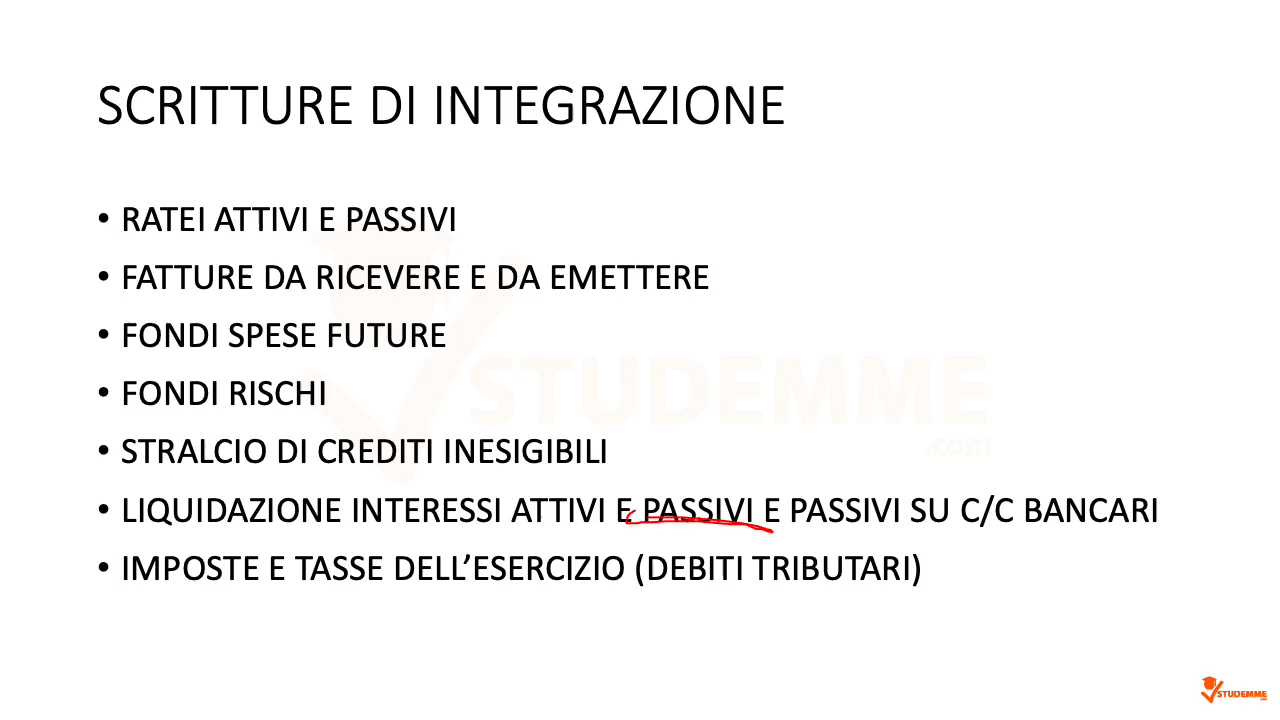 SCRITTURE DI INTEGRAZIONE
• RATEI ATTIVI E PASSIVI
• FATTURE DA RICEVERE E DA EMETTERE
• FONDI SPESE FUTURE
• FONDI RISCHI
• STRALCIO DI CREDITI INESIGIBILI
• LIQUIDAZIONE INTERESSI ATTIVI E PASSIVI E PASSIVI SU C/C BANCARI
• IMPOSTE E TASSE DELL’ESERCIZIO (DEBITI TRIBUTARI)
STUDEMME
.com
STUDEMME
.com